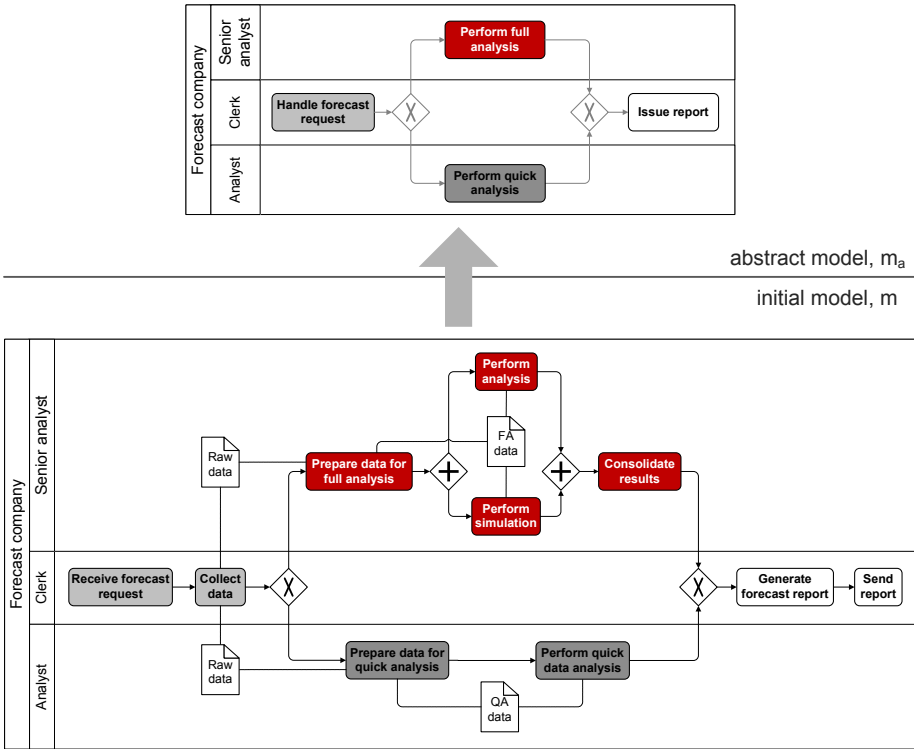 Forecast company
Senior
analyst
Clerk
Analyst
Perform full
analysis
Handle forecast
request
X
X
Issue report
Perform quick
analysis
abstract model, mₐ
initial model, m
Forecast company
Senior analyst
Clerk
Analyst
Perform
analysis
Raw
data
FA
data
Prepare data for
full analysis
Consolidate
results
Perform
simulation
Receive forecast
request
Collect
data
X
X
Generate
forecast report
Send
report
Raw
data
Prepare data for
quick analysis
Perform quick
data analysis
QA
data